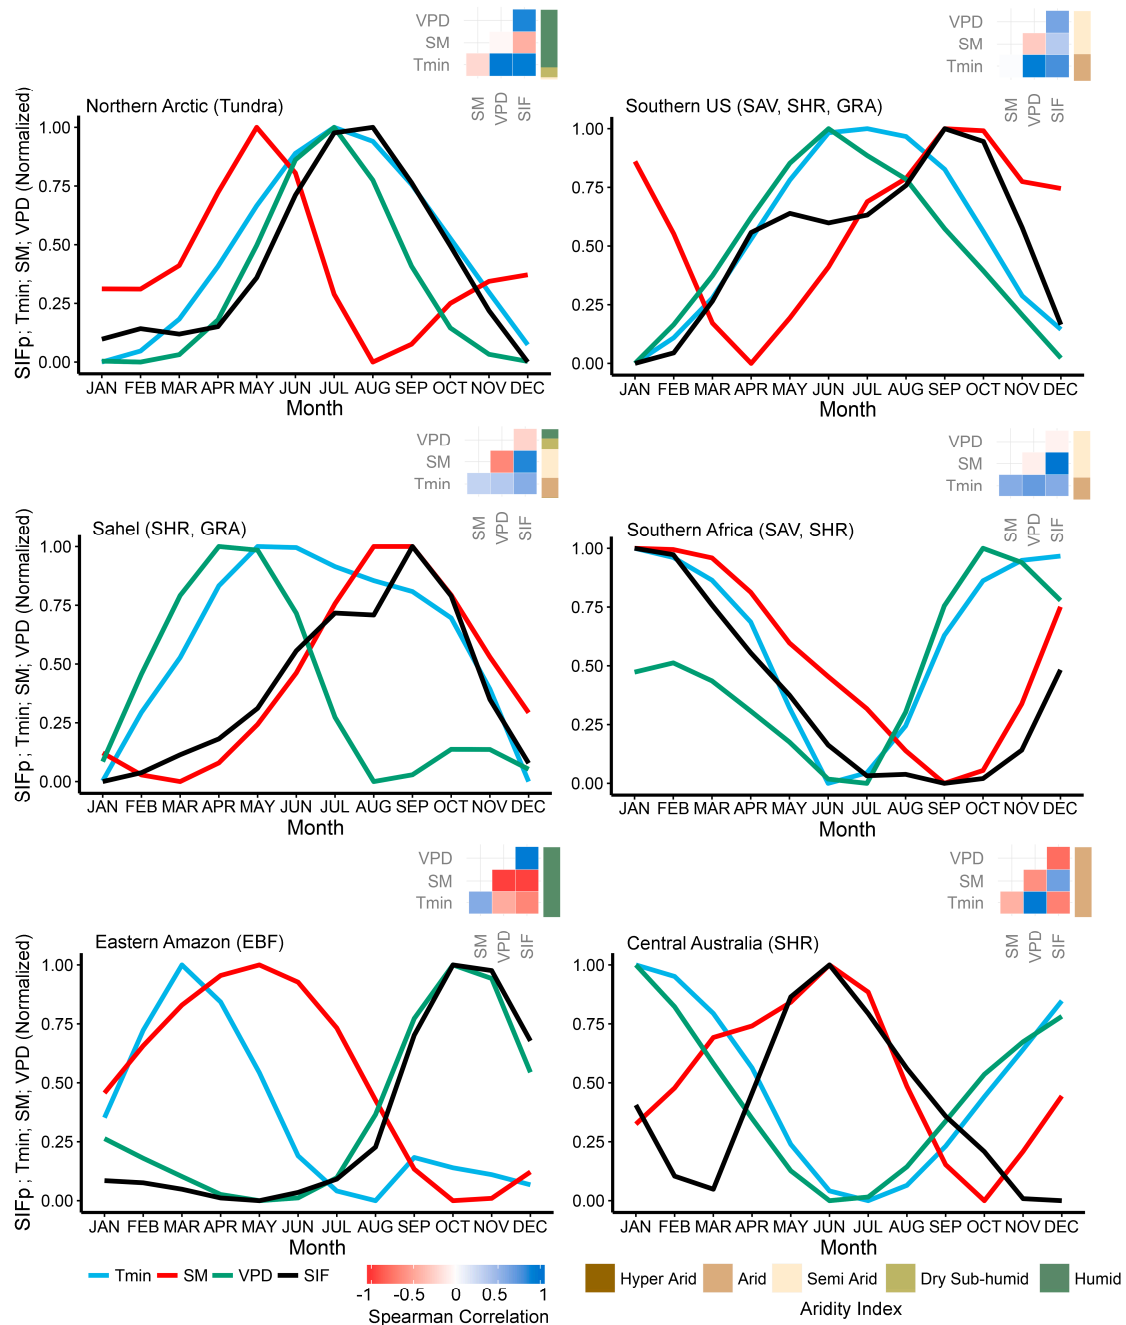 VPD
SM
Tmin
SM
VPD
SIF
Northern Arctic (Tundra)
SIFp; Tmin; SM; VPD (Normalized)
1.00
0.75
0.50
0.25
0.00
JAN FEB MAR APR MAY JUN JUL AUG SEP OCT NOV DEC
Month
VPD
SM
Tmin
SM
VPD
SIF
Southern US (SAV, SHR, GRA)
1.00
0.75
0.50
0.25
0.00
JAN FEB MAR APR MAY JUN JUL AUG SEP OCT NOV DEC
Month
VPD
SM
Tmin
SM
VPD
SIF
Sahel (SHR, GRA)
SIFp; Tmin; SM; VPD (Normalized)
1.00
0.75
0.50
0.25
0.00
JAN FEB MAR APR MAY JUN JUL AUG SEP OCT NOV DEC
Month
VPD
SM
Tmin
SM
VPD
SIF
Southern Africa (SAV, SHR)
1.00
0.75
0.50
0.25
0.00
JAN FEB MAR APR MAY JUN JUL AUG SEP OCT NOV DEC
Month
VPD
SM
Tmin
SM
VPD
SIF
Eastern Amazon (EBF)
SIFp; Tmin; SM; VPD (Normalized)
1.00
0.75
0.50
0.25
0.00
JAN FEB MAR APR MAY JUN JUL AUG SEP OCT NOV DEC
Month
VPD
SM
Tmin
SM
VPD
SIF
Central Australia (SHR)
1.00
0.75
0.50
0.25
0.00
JAN FEB MAR APR MAY JUN JUL AUG SEP OCT NOV DEC
Month
Tmin SM VPD SIF
-1 -0.5 0 0.5 1
Spearman Correlation
Hyper Arid Arid Semi Arid Dry Sub-humid Humid
Aridity Index